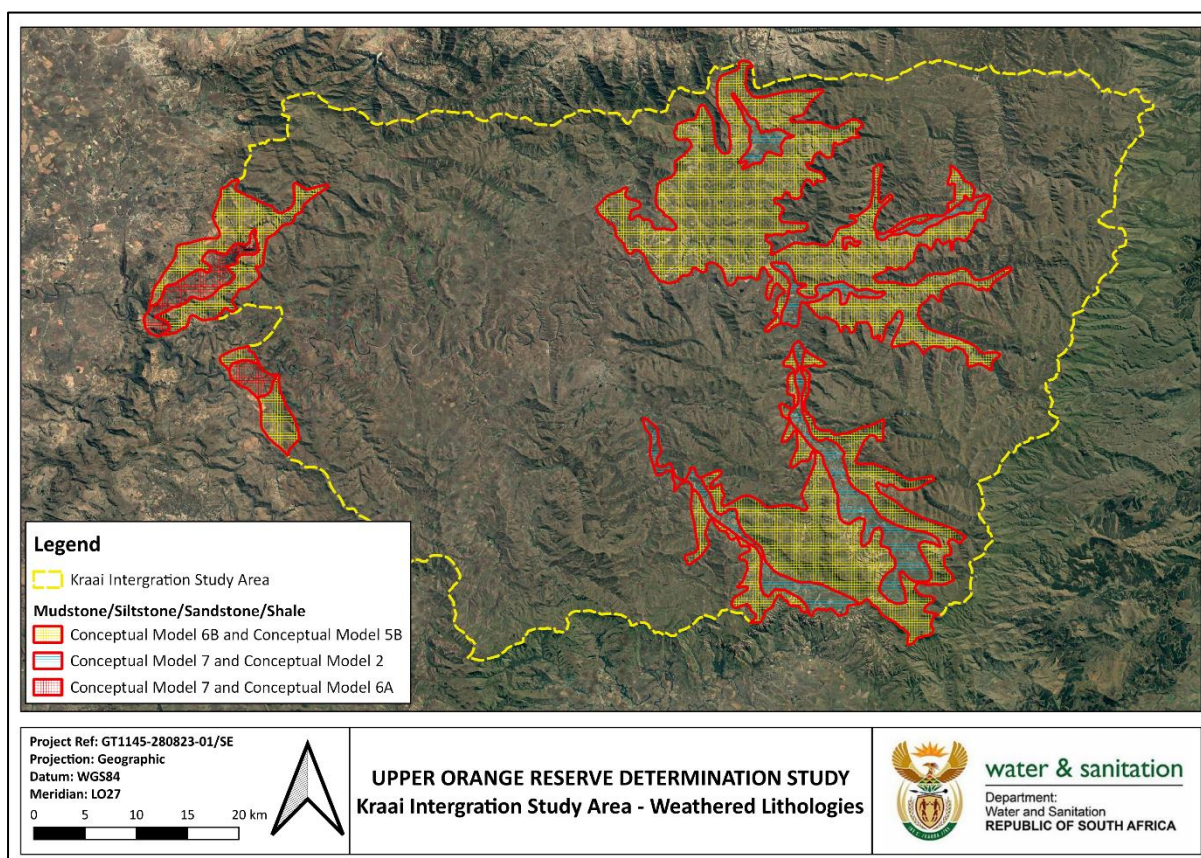 Legend
Kraai Intergration Study Area
Mudstone/Siltstone/Sandstone/Shale
Conceptual Model 6B and Conceptual Model 5B
Conceptual Model 7 and Conceptual Model 2
Conceptual Model 7 and Conceptual Model 6A
Project Ref: GT1145-280823-01/SE
Projection: Geographic
Datum: WGS84
Meridian: LO27
0 5 10 15 20 km
UPPER ORANGE RESERVE DETERMINATION STUDY
Kraai Intergration Study Area - Weathered Lithologies
water & sanitation
Department:
Water and Sanitation
REPUBLIC OF SOUTH AFRICA